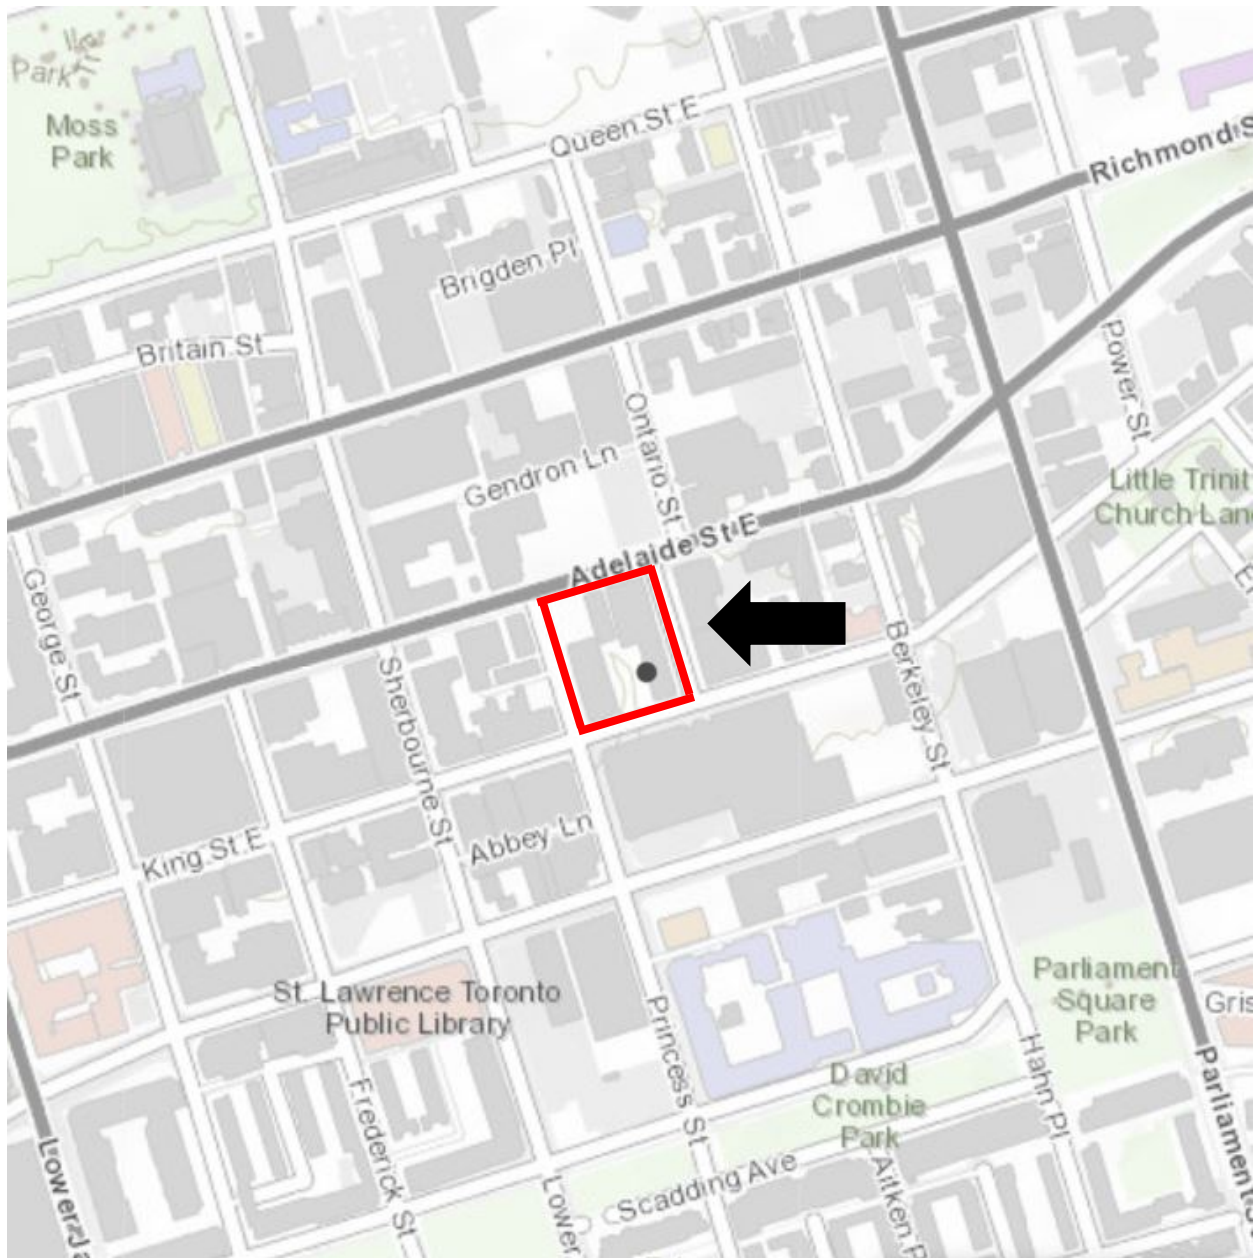 Park
Moss
Park
Queen St E
Richmond S
Brigden Pl
Britain St
Power St
Ontario St
Gendron Ln
Little Trinit
Church Lan
Adelaide St E
George St
Sherbourne St
Berkeley St
King St E
Abbey Ln
St. Lawrence Toronto
Public Library
Princess St
Parliament
Square
Park
Gris
Hahn Pl
David
Crombie
Park
Frederick St
Parliament S
Lower Ja
Lower
Scadding Ave
Aitken P